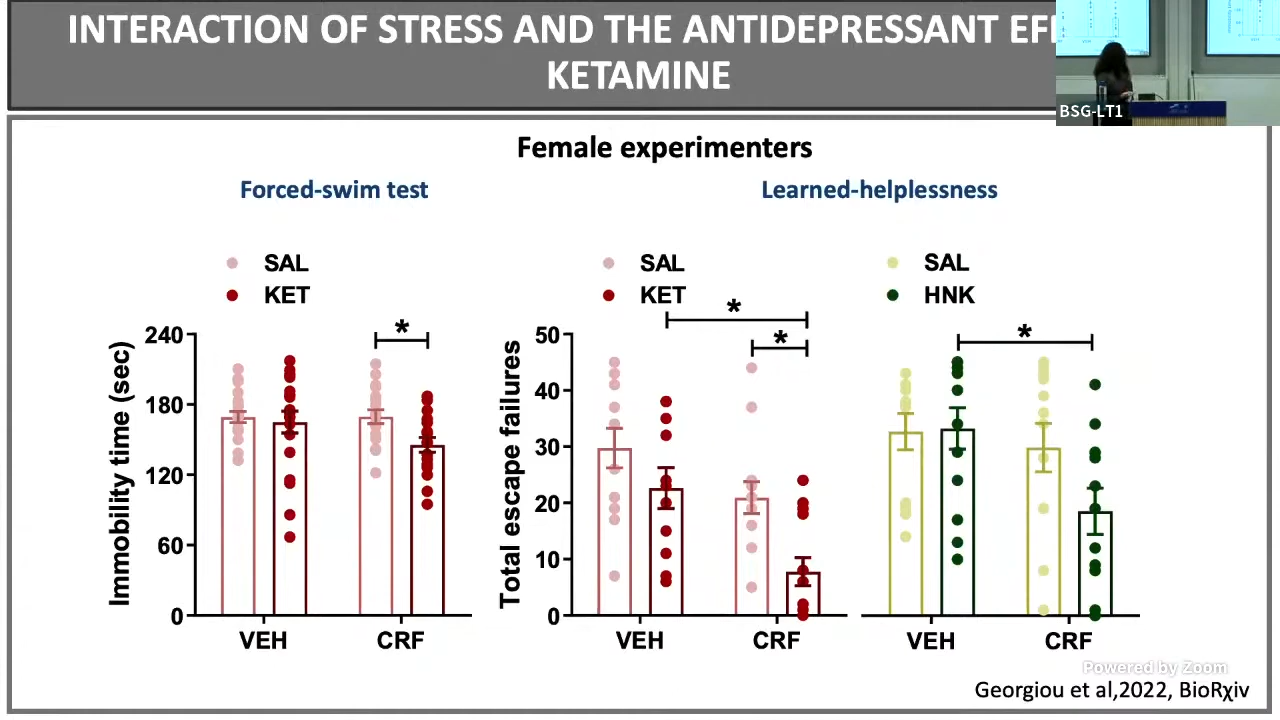 INTERACTION OF STRESS AND THE ANTIDEPRESSANT
KETAMINE
BSG-LT1
Female experimenters
Forced-swim test
Learned-helplessness
SAL
KET
SAL
KET
SAL
HNK
*
*
*
*
Immobility time (sec)
240
180
120
60
0
VEH
CRF
Total escape failures
50
40
30
20
10
0
VEH
CRF
VEH
CRF
Powered by Zoom
Georgiou et al,2022, BioRχiv